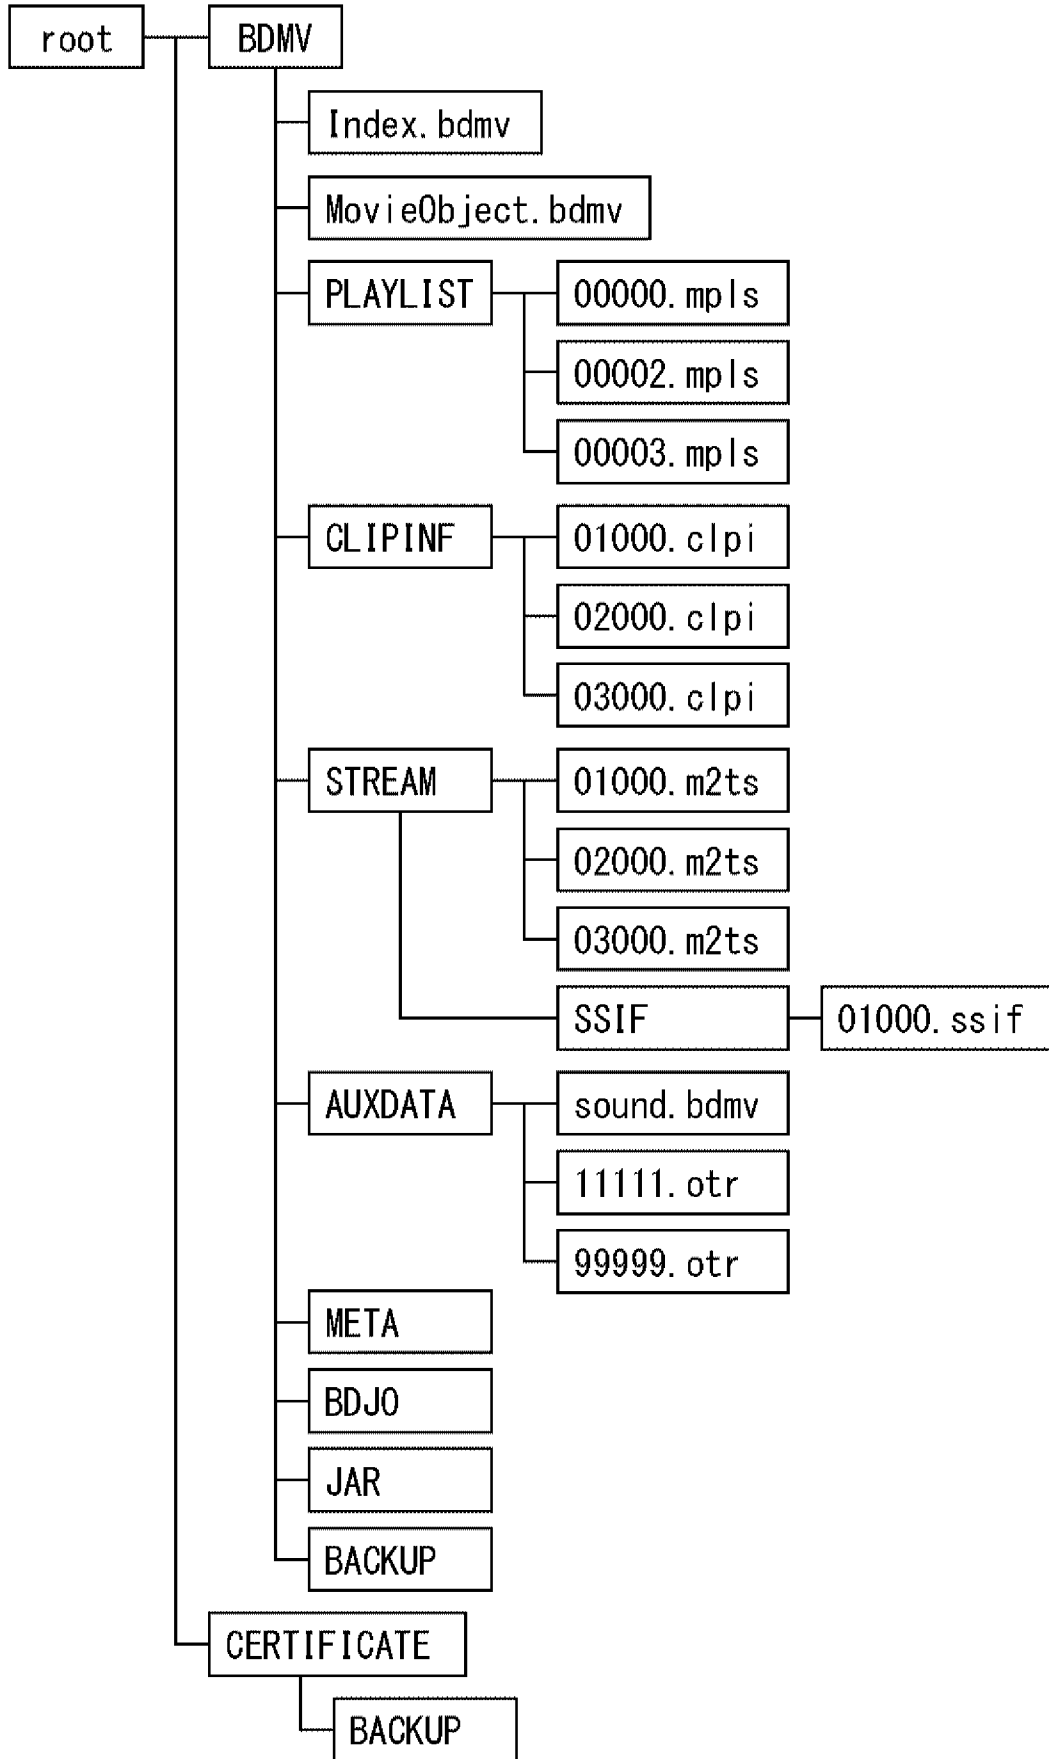 root
BDMV
Index.bdmv
MovieObject.bdmv
PLAYLIST
00000.mpls
00002.mpls
00003.mpls
CLIPINF
01000.clpi
02000.clpi
03000.clpi
STREAM
01000.m2ts
02000.m2ts
03000.m2ts
SSIF
01000.ssif
AUXDATA
sound.bdmv
11111.otr
99999.otr
META
BDJO
JAR
BACKUP
CERTIFICATE
BACKUP